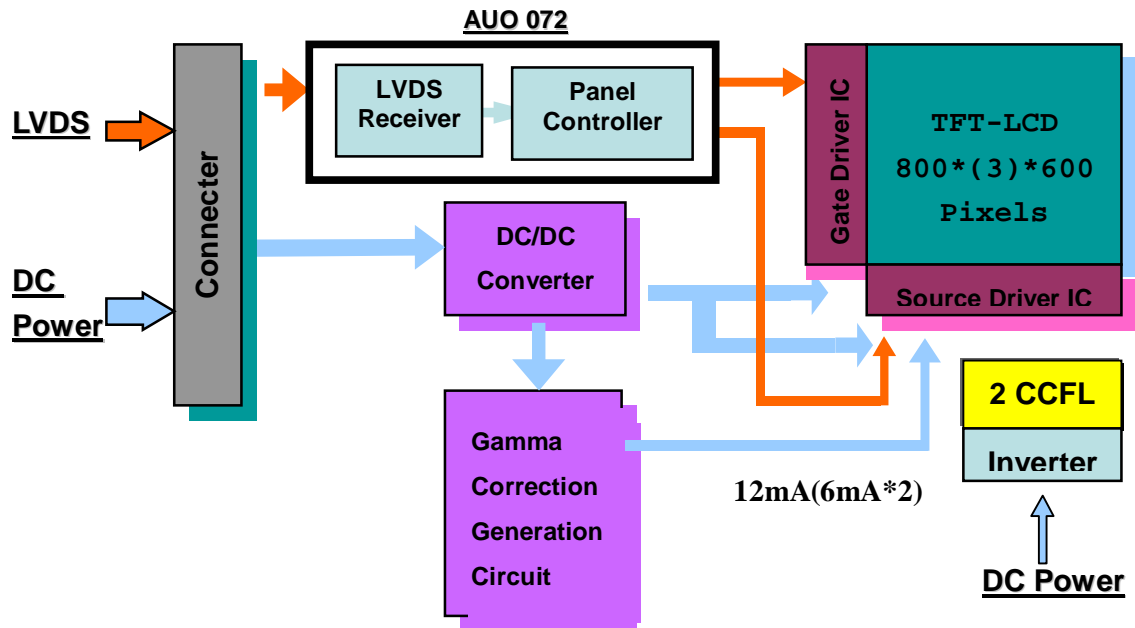 AUO 072
LVDS
DC
Power
Connecter
LVDS
Receiver
Panel
Controller
Gate Driver IC
TFT-LCD
800*(3)*600
Pixels
Source Driver IC
DC/DC
Converter
Gamma
Correction
Generation
Circuit
12mA(6mA*2)
2 CCFL
Inverter
DC Power